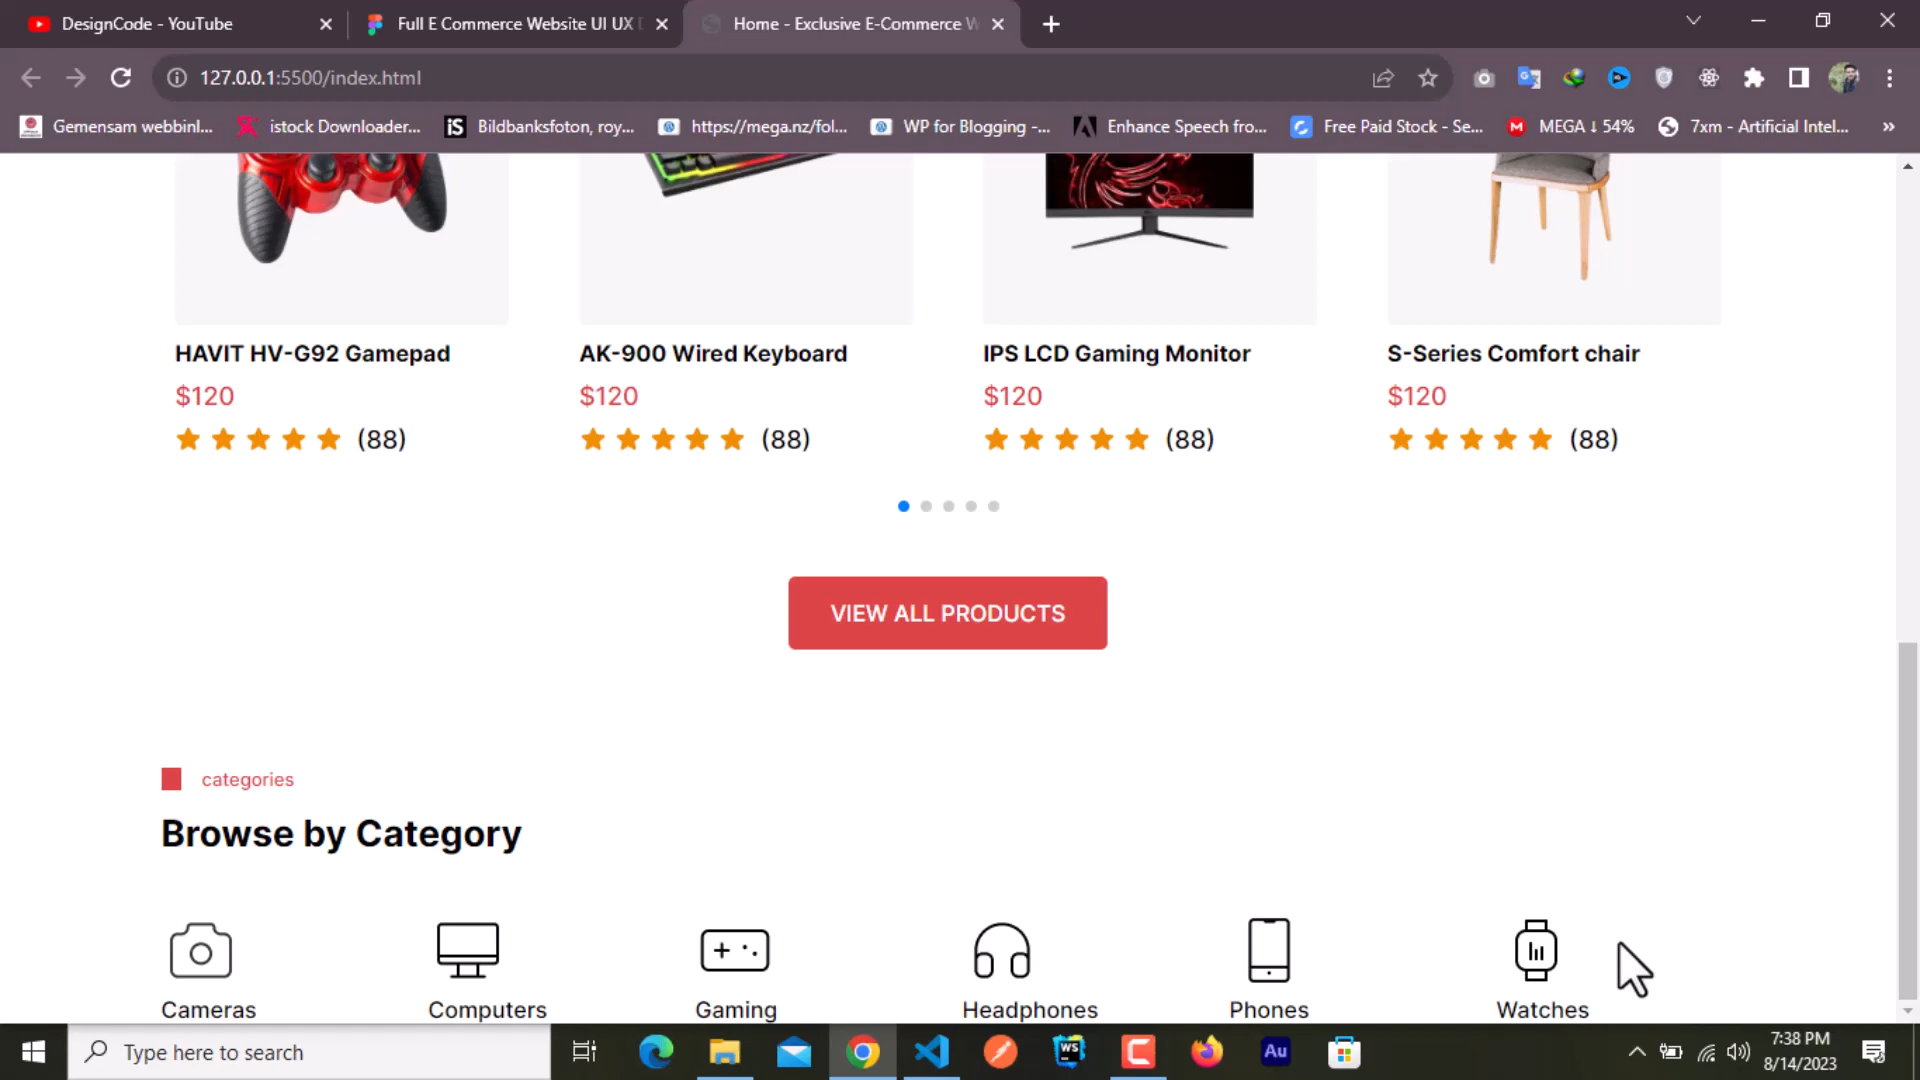 DesignCode - YouTube
Full E Commerce Website UI UX D
Home - Exclusive E-Commerce W
127.0.0.1:5500/index.html
Gemensam webbinl...
istock Downloader...
iS
Bildbanksfoton, roy...
https://mega.nz/fol...
WP for Blogging -...
Enhance Speech fro...
Free Paid Stock - Se...
M
MEGA ↓ 54%
7xm - Artificial Intel...
»
HAVIT HV-G92 Gamepad
AK-900 Wired Keyboard
IPS LCD Gaming Monitor
S-Series Comfort chair
$120
$120
$120
$120
(88)
(88)
(88)
(88)
VIEW ALL PRODUCTS
categories
Browse by Category
Cameras
Computers
Gaming
Headphones
Phones
Watches
Type here to search
WS
Au
7:38 PM
8/14/2023